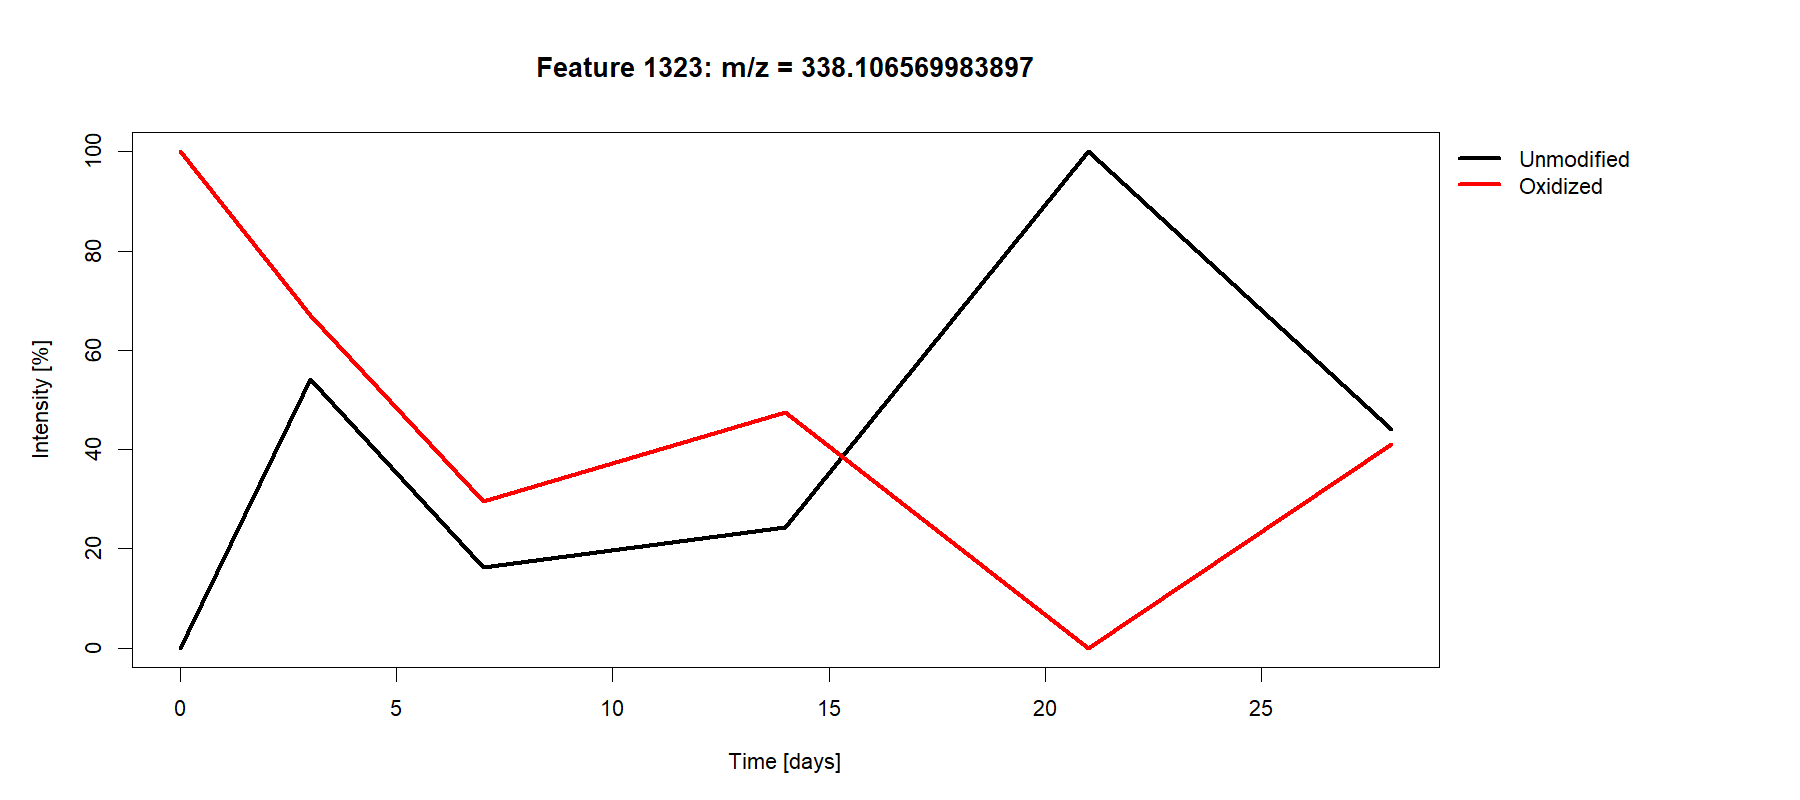 Feature 1323: m/z = 338.106569983897
Unmodified
Oxidized
Intensity [%]
100
80
60
40
20
0
0 5 10 15 20 25
Time [days]